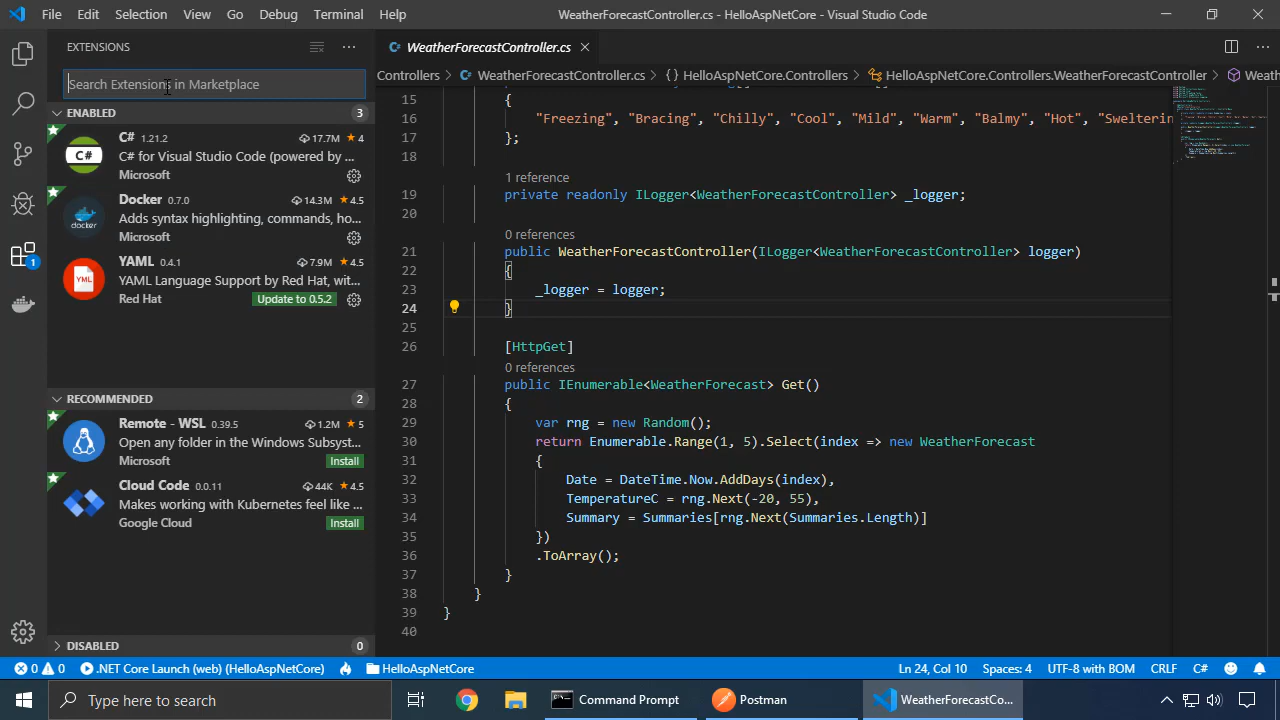 File Edit Selection View Go Debug Terminal Help
WeatherForecastController.cs - HelloAspNetCore - Visual Studio Code
EXTENSIONS
Search Extensions in Marketplace
ENABLED 3
C# 1.21.2 17.7M ★ 4
C# for Visual Studio Code (powered by ...
Microsoft
Docker 0.7.0 14.3M ★ 4.5
Adds syntax highlighting, commands, ho...
Microsoft
YAML 0.4.1 7.9M ★ 4.5
YAML Language Support by Red Hat, wit...
Red Hat Update to 0.5.2
1
RECOMMENDED 2
Remote - WSL 0.39.5 1.2M ★ 5
Open any folder in the Windows Subsyst...
Microsoft Install
Cloud Code 0.0.11 44K ★ 4.5
Makes working with Kubernetes feel like ...
Google Cloud Install
DISABLED 0
WeatherForecastController.cs
Controllers > WeatherForecastController.cs > {} HelloAspNetCore.Controllers > HelloAspNetCore.Controllers.WeatherForecastController >
15 {
16 "Freezing", "Bracing", "Chilly", "Cool", "Mild", "Warm", "Balmy", "Hot", "Swelterin
17 };
18
1 reference
19 private readonly ILogger<WeatherForecastController> _logger;
20
0 references
21 public WeatherForecastController(ILogger<WeatherForecastController> logger)
22 {
23 _logger = logger;
24 }
25
26 [HttpGet]
0 references
27 public IEnumerable<WeatherForecast> Get()
28 {
29 var rng = new Random();
30 return Enumerable.Range(1, 5).Select(index => new WeatherForecast
31 {
32 Date = DateTime.Now.AddDays(index),
33 TemperatureC = rng.Next(-20, 55),
34 Summary = Summaries[rng.Next(Summaries.Length)]
35 })
36 .ToArray();
37 }
38 }
39 }
40
0 0 .NET Core Launch (web) (HelloAspNetCore) HelloAspNetCore Ln 24, Col 10 Spaces: 4 UTF-8 with BOM CRLF C#
Type here to search Command Prompt Postman WeatherForecastCo...